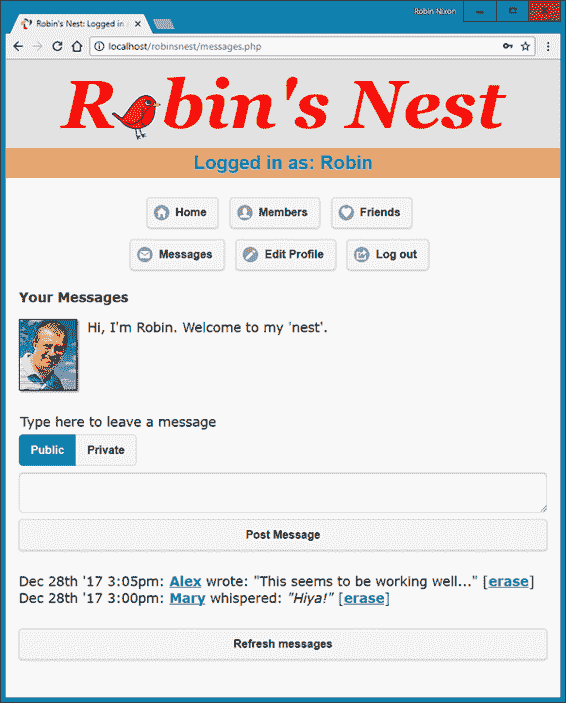 Robin Nixon
Robin's Nest: Logged in
localhost/robinsnest/messages.php
Robin's Nest
Logged in as: Robin
Home Members Friends
Messages Edit Profile Log out
Your Messages
Hi, I'm Robin. Welcome to my 'nest'.
Type here to leave a message
Public Private
Post Message
Dec 28th '17 3:05pm: Alex wrote: "This seems to be working well..." [erase]
Dec 28th '17 3:00pm: Mary whispered: "Hiya!" [erase]
Refresh messages